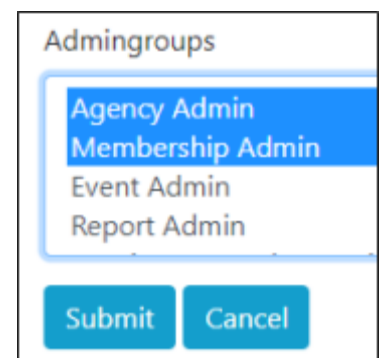 Admingroups
Agency Admin
Membership Admin
Event Admin
Report Admin
Submit Cancel